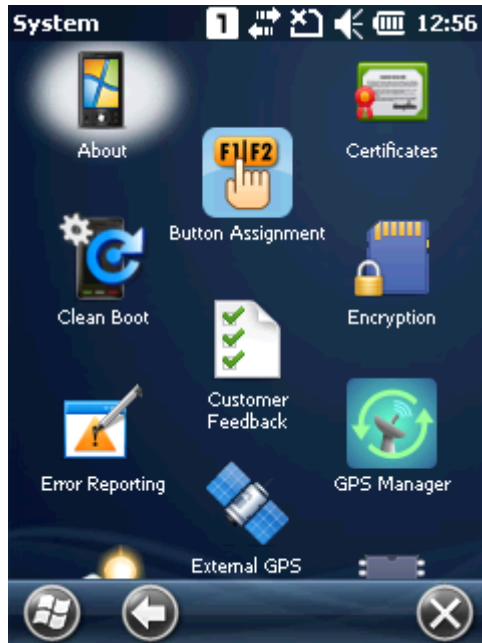 System 1 12:56
About
Certificates
F1 F2
Button Assignment
Clean Boot
Encryption
Customer
Feedback
Error Reporting
GPS Manager
External GPS